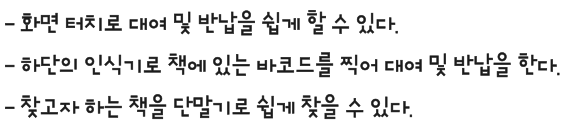 - 화면 터치로 대여 및 반납을 쉽게 할 수 있다.
- 하단의 인식기로 책에 있는 바코드를 찍어 대여 및 반납을 한다.
- 찾고자 하는 책을 단말기로 쉽게 찾을 수 있다.